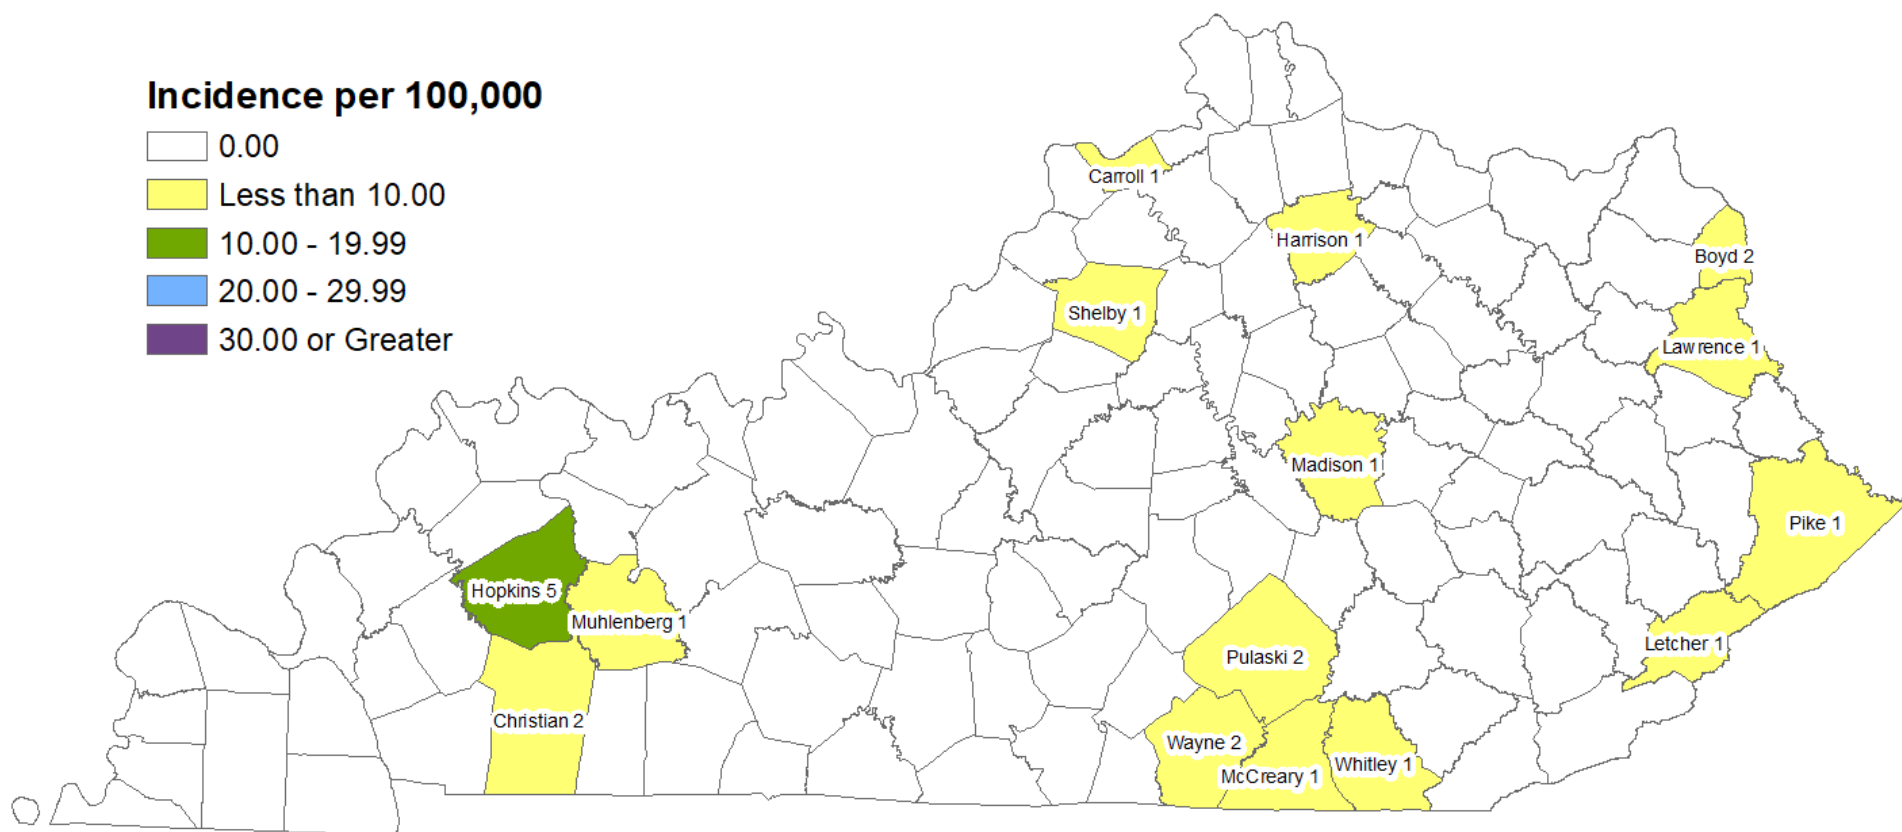 Incidence per 100,000
0.00
Less than 10.00
10.00 - 19.99
20.00 - 29.99
30.00 or Greater
Carroll 1
Harrison 1
Boyd 2
Shelby 1
Lawrence 1
Madison 1
Pike 1
Hopkins 5
Muhlenberg 1
Letcher 1
Pulaski 2
Christian 2
Wayne 2
McCreary 1
Whitley 1